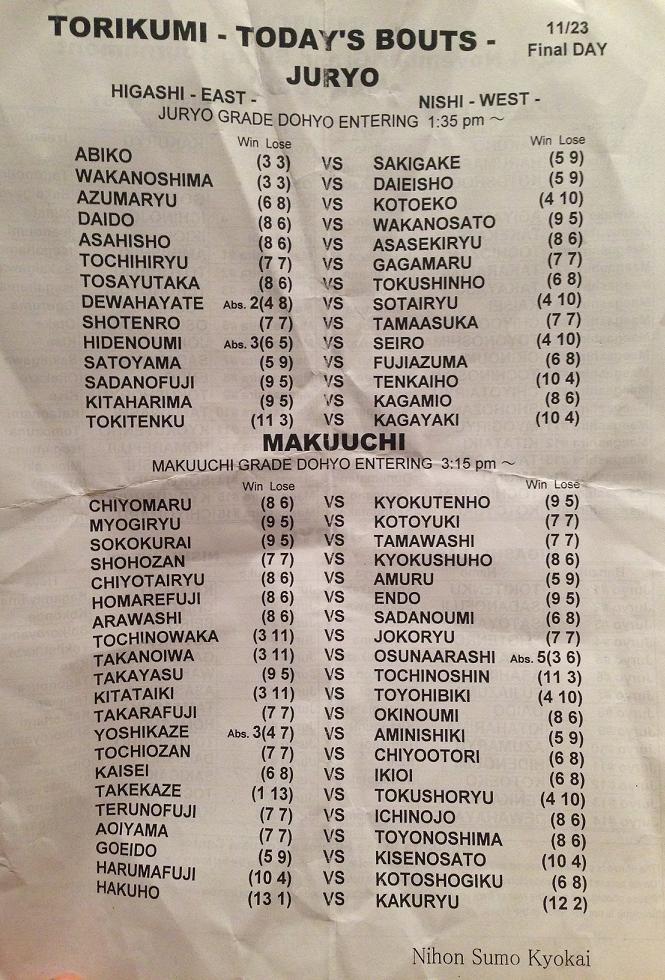 TORIKUMI - TODAY'S BOUTS -
11/23
Final DAY
JURYO
HIGASHI - EAST - NISHI - WEST -
JURYO GRADE DOHYO ENTERING 1:35 pm ～
Win Lose Win Lose
ABIKO (3 3) VS SAKIGAKE (5 9)
WAKANOSHIMA (3 3) VS DAIEISHO (5 9)
AZUMARYU (6 8) VS KOTOEKO (4 10)
DAIDO (8 6) VS WAKANOSATO (9 5)
ASAHISHO (8 6) VS ASASEKIRYU (8 6)
TOCHIHIRYU (7 7) VS GAGAMARU (7 7)
TOSAYUTAKA (8 6) VS TOKUSHINHO (6 8)
DEWAHAYATE Abs. 2(4 8) VS SOTAIRYU (4 10)
SHOTENRO (7 7) VS TAMAASUKA (7 7)
HIDENOUMI Abs. 3(6 5) VS SEIRO (4 10)
SATOYAMA (5 9) VS FUJIAZUMA (6 8)
SADANOFUJI (9 5) VS TENKAIHO (10 4)
KITAHARIMA (9 5) VS KAGAMIO (8 6)
TOKITENKU (11 3) VS KAGAYAKI (10 4)
MAKUUCHI
MAKUUCHI GRADE DOHYO ENTERING 3:15 pm ～
Win Lose Win Lose
CHIYOMARU (8 6) VS KYOKUTENHO (9 5)
MYOGIRYU (9 5) VS KOTOYUKI (7 7)
SOKOKURAI (9 5) VS TAMAWASHI (7 7)
SHOHOZAN (7 7) VS KYOKUSHUHO (8 6)
CHIYOTAIRYU (8 6) VS AMURU (5 9)
HOMAREFUJI (8 6) VS ENDO (9 5)
ARAWASHI (8 6) VS SADANOUMI (6 8)
TOCHINOWAKA (3 11) VS JOKORYU (7 7)
TAKANOIWA (3 11) VS OSUNAARASHI Abs. 5(3 6)
TAKAYASU (9 5) VS TOCHINOSHIN (11 3)
KITATAIKI (3 11) VS TOYOHIBIKI (4 10)
TAKARAFUJI (7 7) VS OKINOUMI (8 6)
YOSHIKAZE Abs. 3(4 7) VS AMINISHIKI (5 9)
TOCHIOZAN (7 7) VS CHIYOOTORI (6 8)
KAISEI (6 8) VS IKIOI (6 8)
TAKEKAZE (1 13) VS TOKUSHORYU (4 10)
TERUNOFUJI (7 7) VS ICHINOJO (8 6)
AOIYAMA (7 7) VS TOYONOSHIMA (8 6)
GOEIDO (5 9) VS KISENOSATO (10 4)
HARUMAFUJI (10 4) VS KOTOSHOGIKU (6 8)
HAKUHO (13 1) VS KAKURYU (12 2)
Nihon Sumo Kyokai